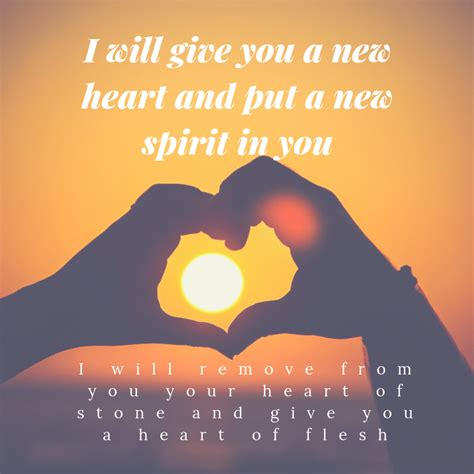 I will give you a new
heart and put a new
spirit in you
I will remove from
you your heart of
stone and give you
a heart of flesh